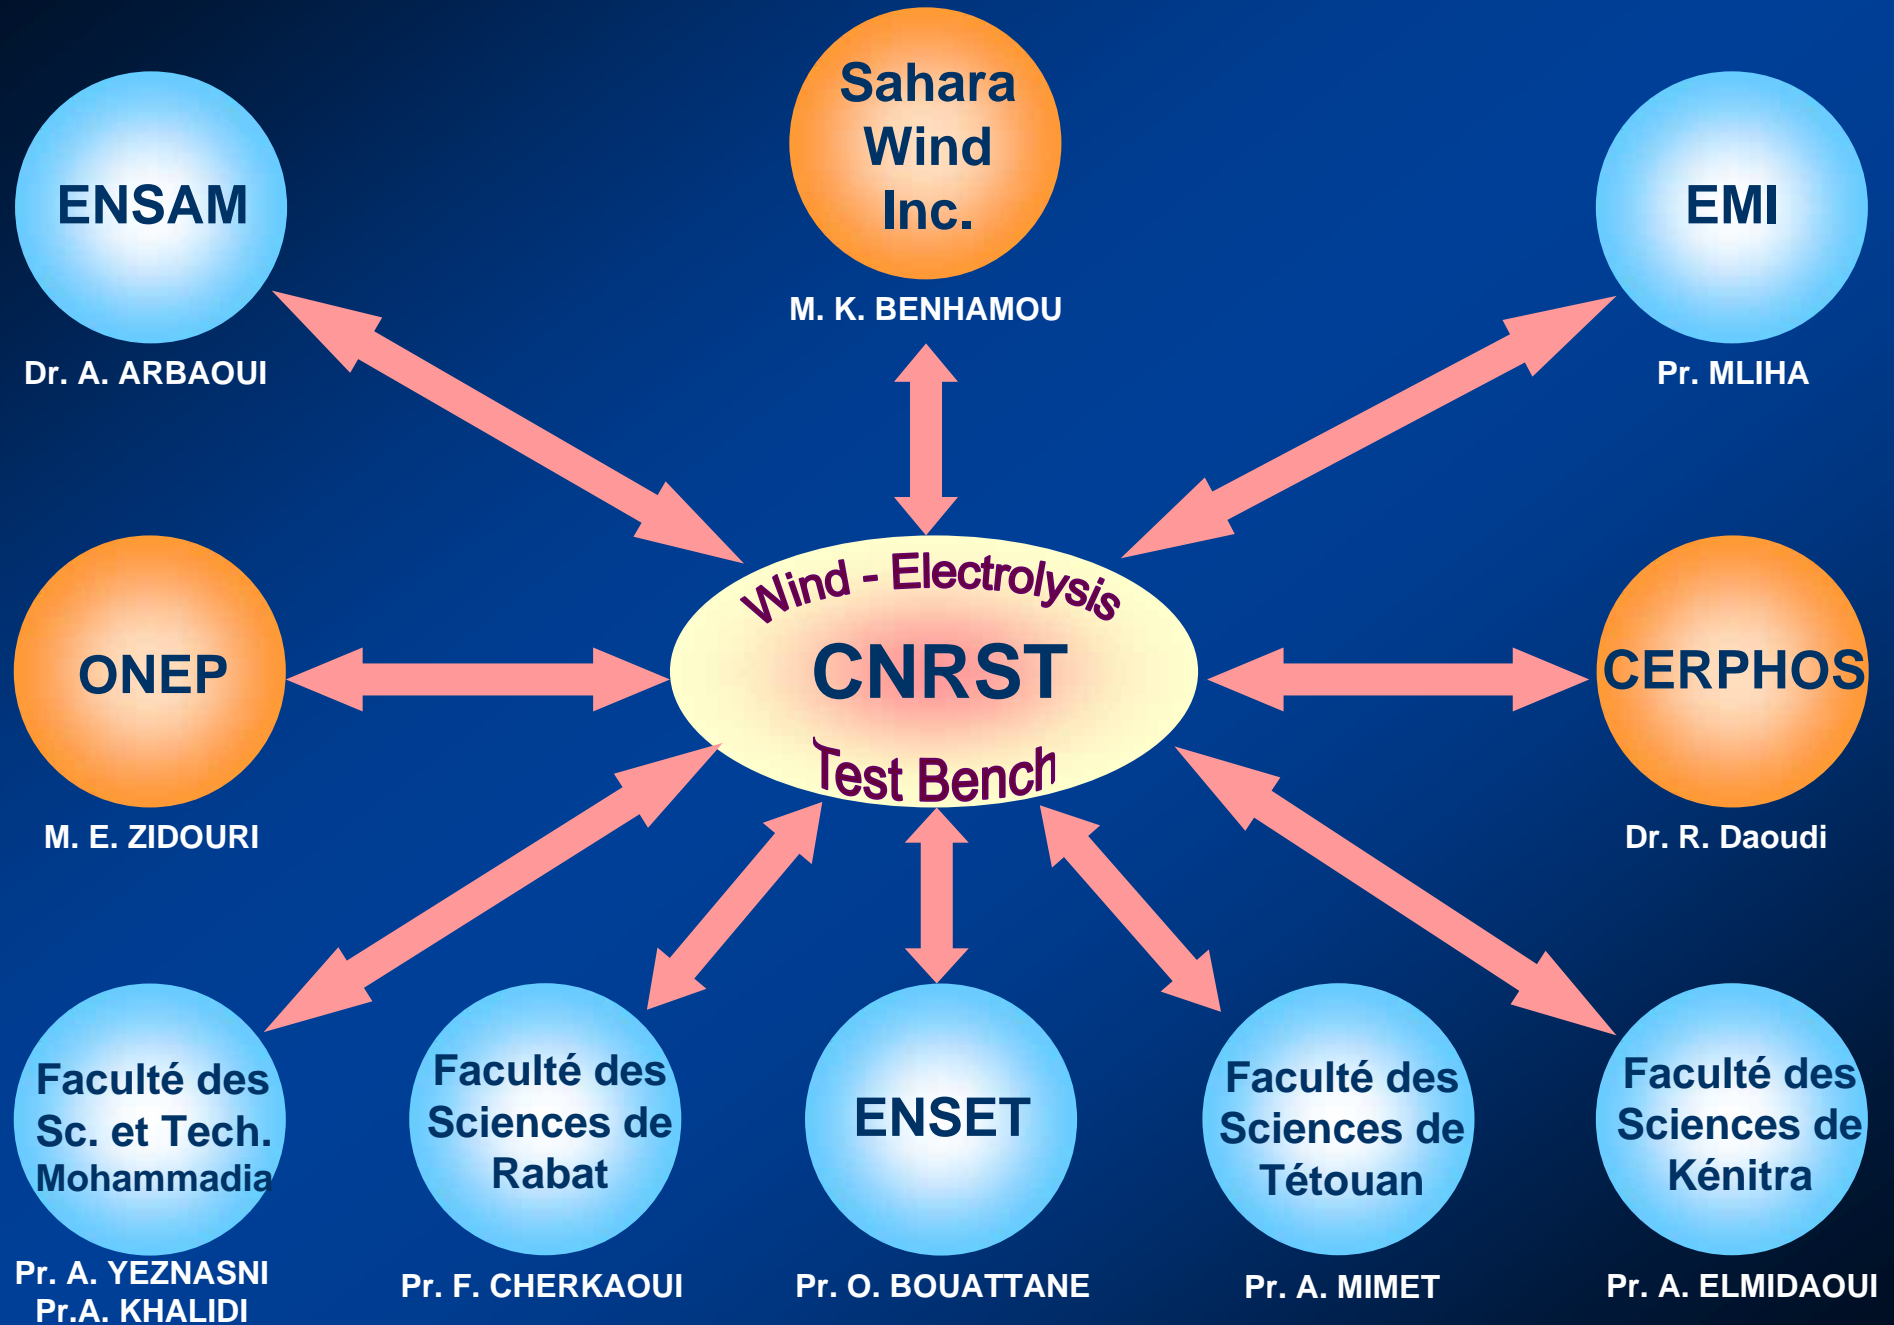 Sahara
Wind
Inc.
M. K. BENHAMOU
ENSAM
Dr. A. ARBAOUI
EMI
Pr. MLIHA
Wind - Electrolysis
CNRST
Test Bench
ONEP
M. E. ZIDOURI
CERPHOS
Dr. R. Daoudi
Faculté des
Sc. et Tech.
Mohammadia
Pr. A. YEZNASNI
Pr.A. KHALIDI
Faculté des
Sciences de
Rabat
Pr. F. CHERKAOUI
ENSET
Pr. O. BOUATTANE
Faculté des
Sciences de
Tétouan
Pr. A. MIMET
Faculté des
Sciences de
Kénitra
Pr. A. ELMIDAOUI